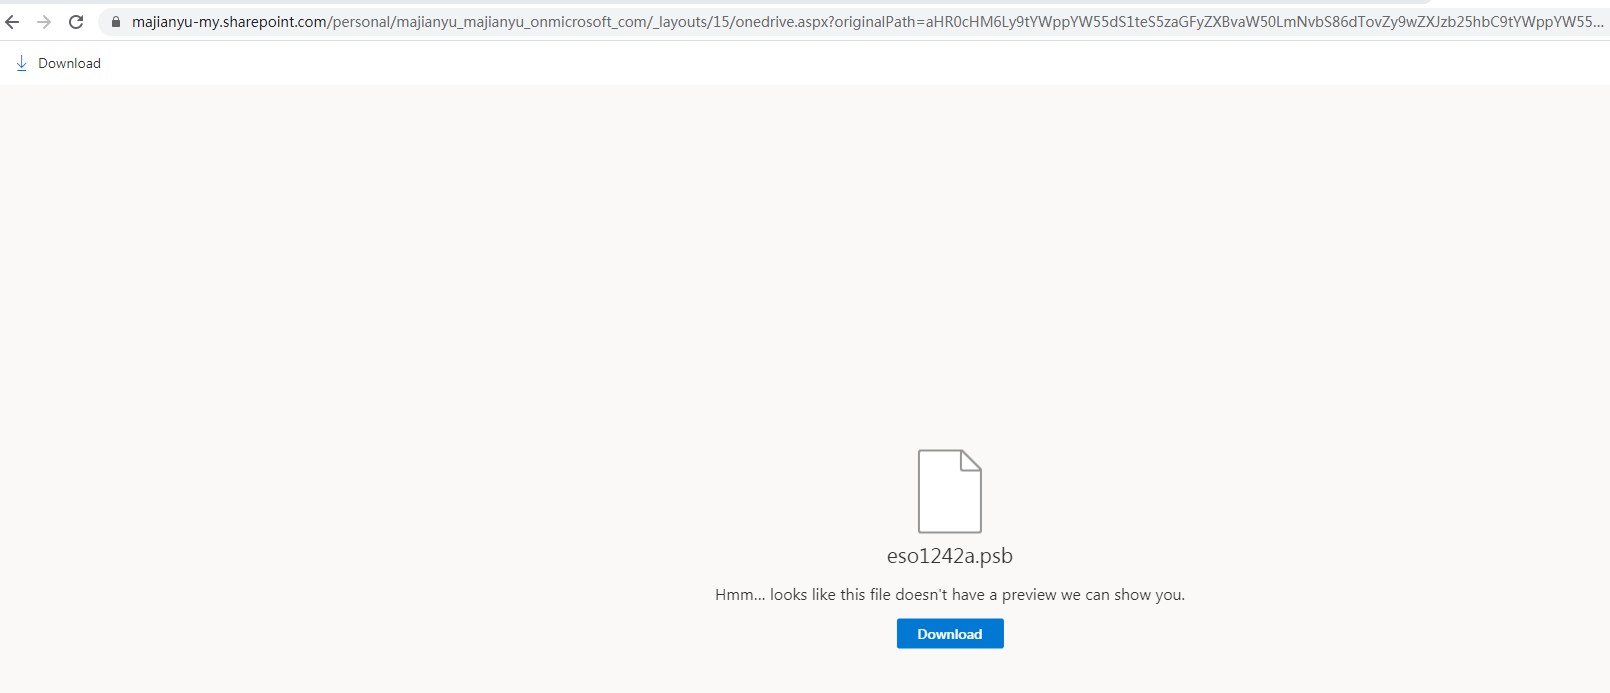 majianyu-my.sharepoint.com/personal/majianyu_majianyu_onmicrosoft_com/_layouts/15/onedrive.aspx?originalPath=aHR0cHM6Ly9tYWppYW55dS1teS5zaGFyZXBvaW50LmNvbS86dTovZy9wZXJzb25hbC9tYWppYW55...
Download
eso1242a.psb
Hmm... looks like this file doesn't have a preview we can show you.
Download